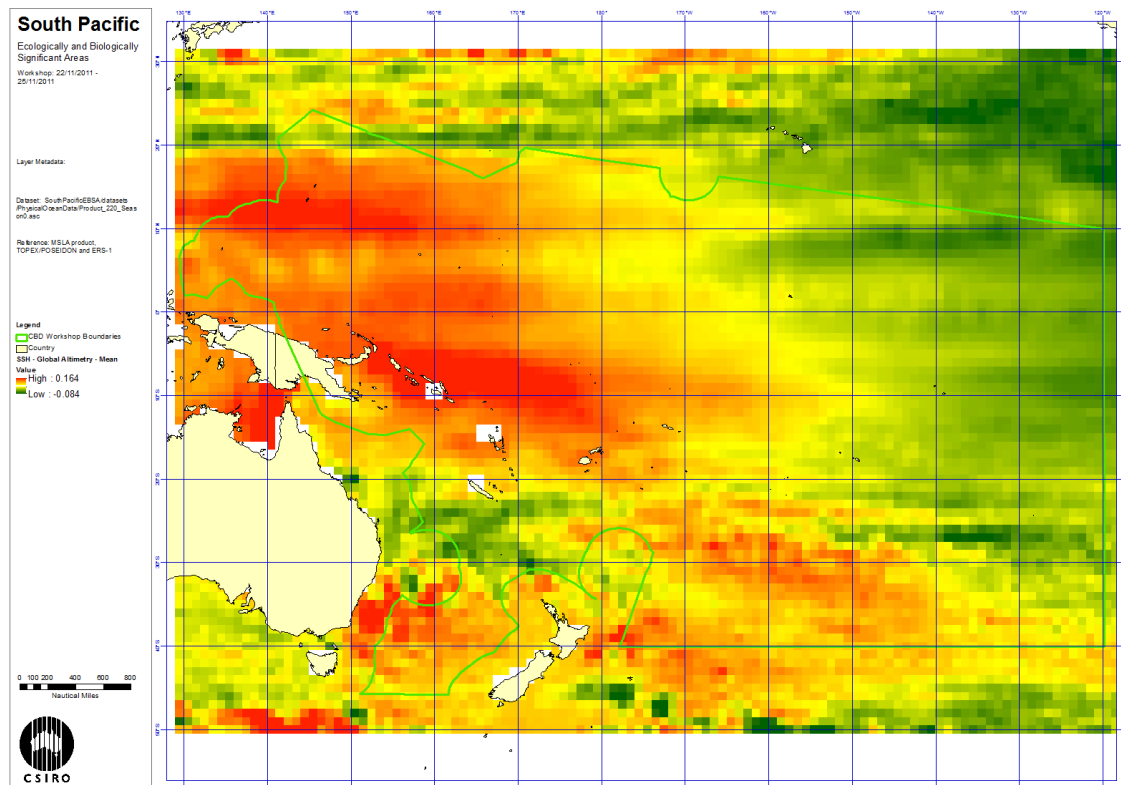 South Pacific
Ecologically and Biologically
Significant Areas
Workshop: 22/11/2011 -
25/11/2011
Layer Metadata:
Dataset: SouthPacificEBSA/datasets
/PhysicalOceanData/Product_220_Seas
on0.asc
Reference: MSLA product,
TOPEX/POSEIDON and ERS-1
Legend
CBD Workshop Boundaries
Country
SSH - Global Altimetry - Mean
Value
High : 0.164
Low : -0.084
0 100 200 400 600 800
Nautical Miles
CSIRO
130°E 140°E 150°E 160°E 170°E 180° 170°W 160°W 150°W 140°W 130°W 120°W